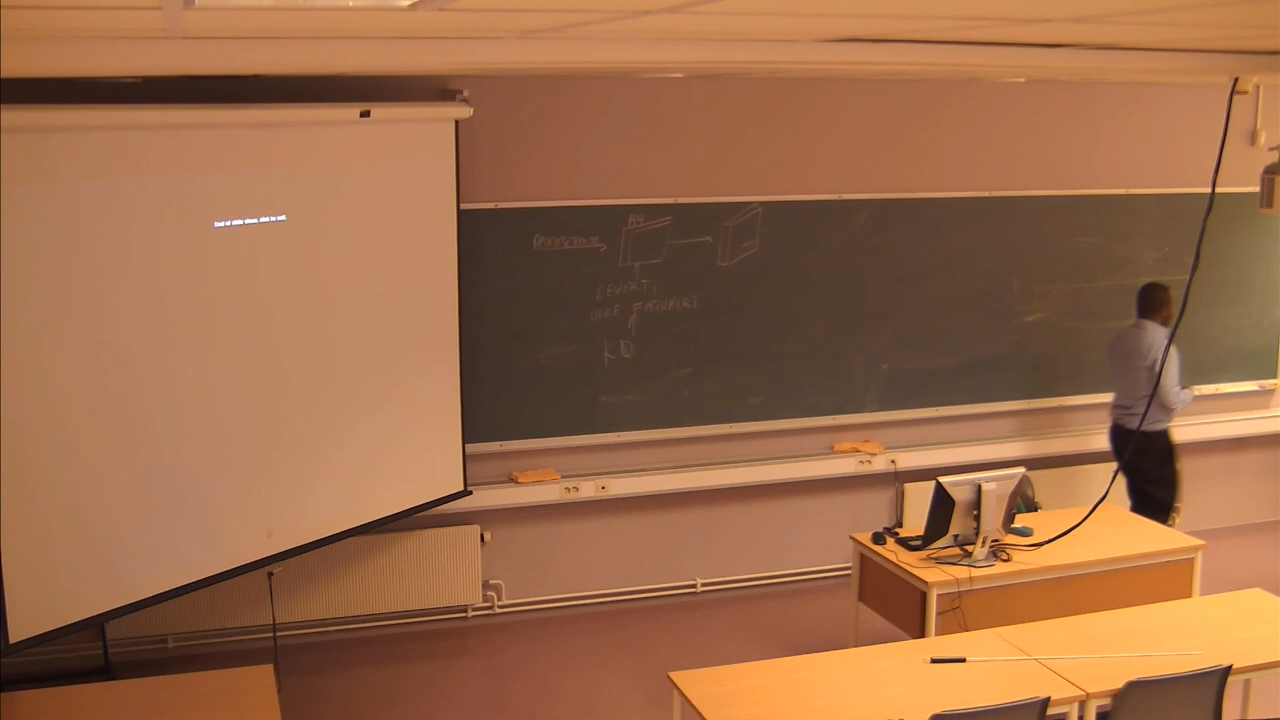 End of slide show, click to exit.
A4
LEVERT,
IKKE FAKTURERT
KO